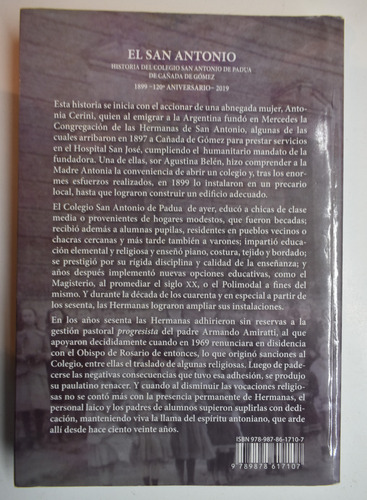 EL SAN ANTONIO
HISTORIA DEL COLEGIO SAN ANTONIO DE PADUA
DE CAÑADA DE GÓMEZ
1899 –120º ANIVERSARIO– 2019
Esta historia se inicia con el accionar de una abnegada mujer, Anto-
nia Cerini, quien al emigrar a la Argentina fundó en Mercedes la
Congregación de las Hermanas de San Antonio, algunas de las
cuales arribaron en 1897 a Cañada de Gómez para prestar servicios
en el Hospital San José, cumpliendo el humanitario mandato de la
fundadora. Una de ellas, sor Agustina Belén, hizo comprender a la
Madre Antonia la conveniencia de abrir un colegio y, tras los enor-
mes esfuerzos realizados, en 1899 lo instalaron en un precario
local, hasta que lograron construir un edificio adecuado.
El Colegio San Antonio de Padua de ayer, educó a chicas de clase
media o provenientes de hogares modestos, que fueron becadas;
recibió además a alumnas pupilas, residentes en pueblos vecinos o
chacras cercanas y más tarde también a varones; impartió educa-
ción elemental y religiosa y enseñó piano, costura, tejido y bordado;
se prestigió por su rígida disciplina y calidad de la enseñanza; y
años después implementó nuevas opciones educativas, como el
Magisterio, al promediar el siglo XX, o el Polimodal a fines del
mismo. Y durante la década de los cuarenta y en especial a partir de
los sesenta, las Hermanas lograron ampliar sus instalaciones.
En los años sesenta las Hermanas adhirieron sin reservas a la
gestión pastoral progresista del padre Armando Amiratti, al que
apoyaron decididamente cuando en 1969 renunciara en disidencia
con el Obispo de Rosario de entonces, lo que originó sanciones al
Colegio, entre ellas el traslado de algunas religiosas. Luego de pade-
cerse las negativas consecuencias que tuvo esa adhesión, se produjo
su paulatino renacer. Y cuando al disminuir las vocaciones religio-
sas no se contó más con la presencia permanente de Hermanas, el
personal laico y los padres de alumnos supieron suplirlas con dedi-
cación, manteniendo viva la llama del espíritu antoniano, que arde
allí desde hace ciento veinte años.
ISBN 978-987-86-1710-7
9 789878 617107